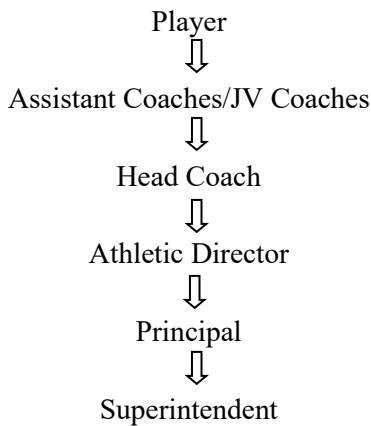 Player
Assistant Coaches/JV Coaches
Head Coach
Athletic Director
Principal
Superintendent